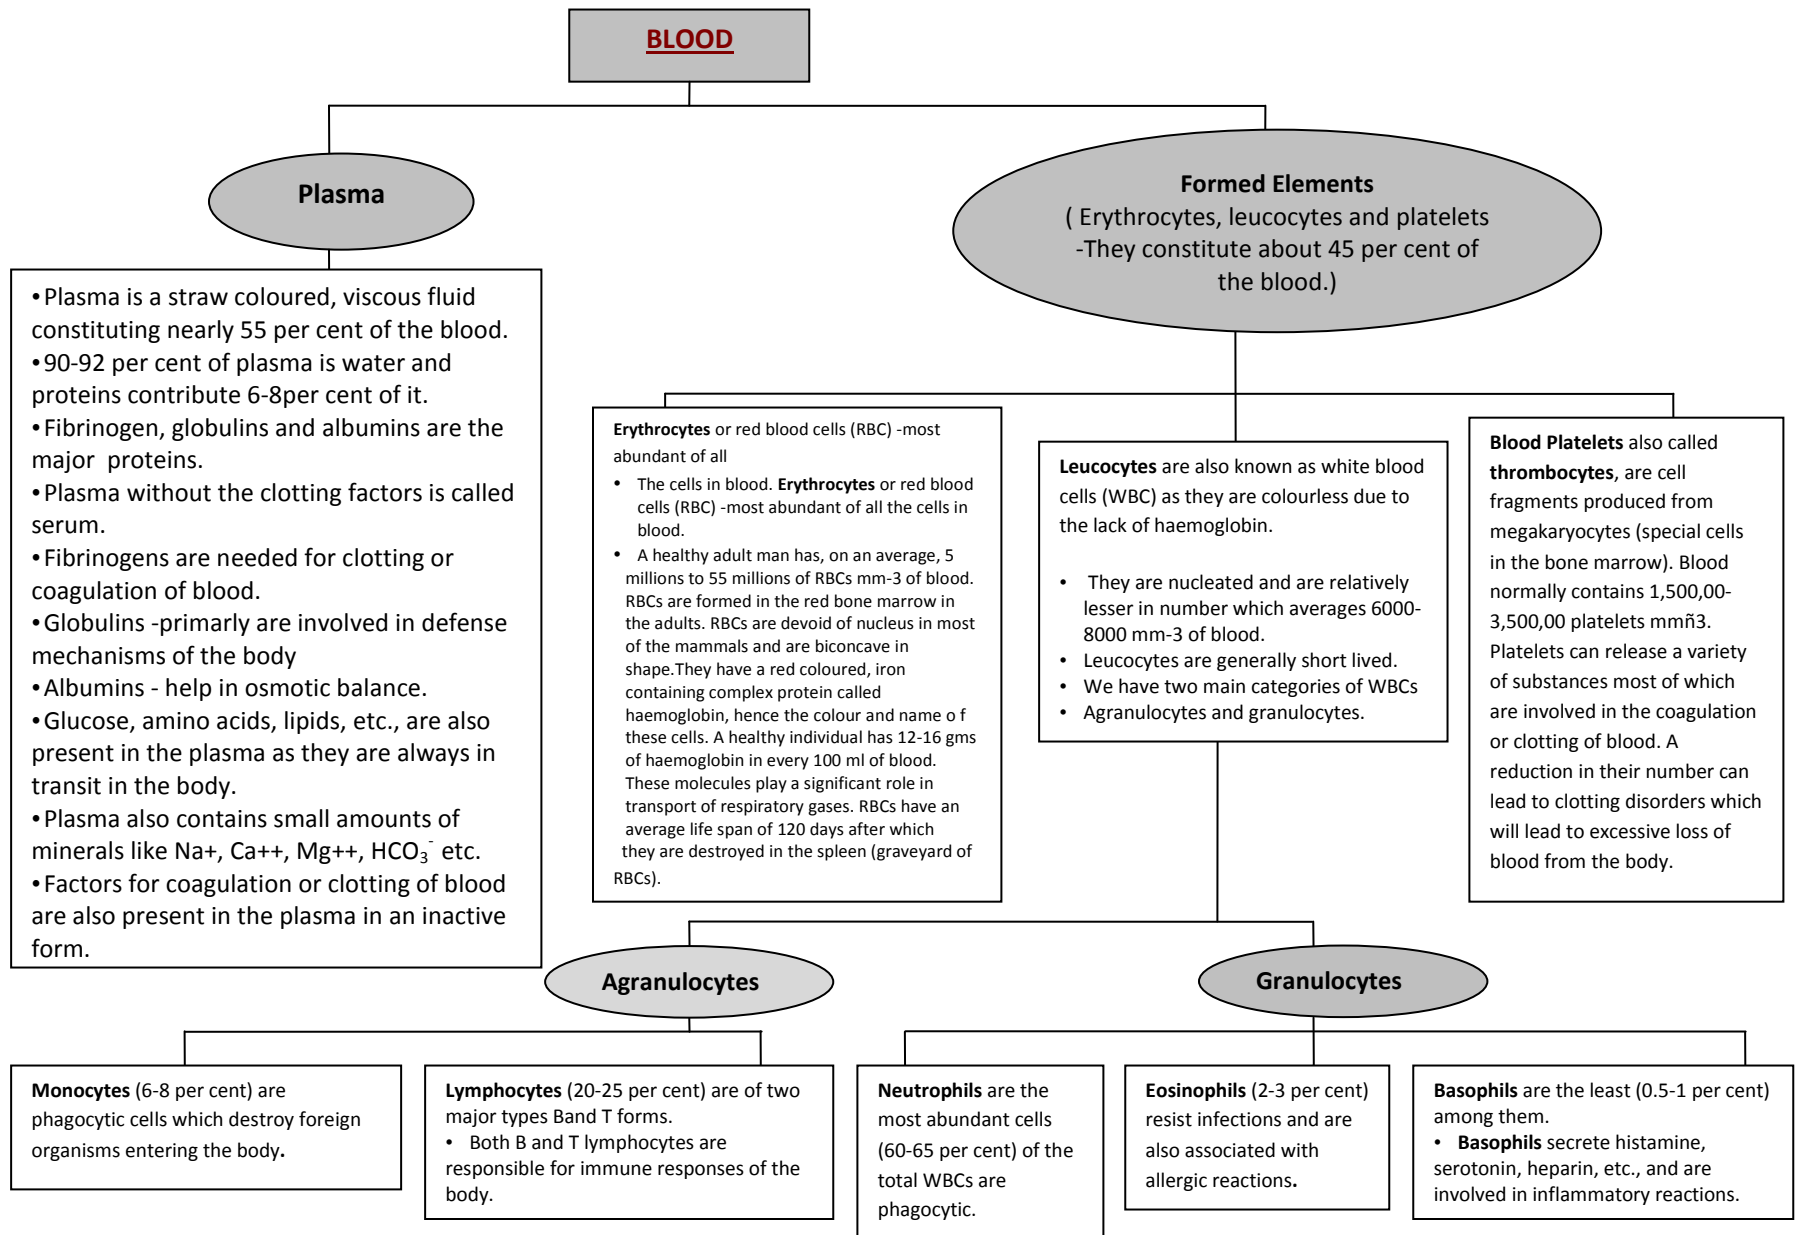 BLOOD
Plasma
Formed Elements
( Erythrocytes, leucocytes and platelets
-They constitute about 45 per cent of
the blood.)
•Plasma is a straw coloured, viscous fluid
constituting nearly 55 per cent of the blood.
•90-92 per cent of plasma is water and
proteins contribute 6-8per cent of it.
•Fibrinogen, globulins and albumins are the
major proteins.
•Plasma without the clotting factors is called
serum.
•Fibrinogens are needed for clotting or
coagulation of blood.
•Globulins -primarly are involved in defense
mechanisms of the body
•Albumins - help in osmotic balance.
•Glucose, amino acids, lipids, etc., are also
present in the plasma as they are always in
transit in the body.
•Plasma also contains small amounts of
minerals like Na+, Ca++, Mg++, HCO₃⁻ etc.
•Factors for coagulation or clotting of blood
are also present in the plasma in an inactive
form.
Erythrocytes or red blood cells (RBC) -most
abundant of all
• The cells in blood. Erythrocytes or red blood
cells (RBC) -most abundant of all the cells in
blood.
• A healthy adult man has, on an average, 5
millions to 55 millions of RBCs mm-3 of blood.
RBCs are formed in the red bone marrow in
the adults. RBCs are devoid of nucleus in most
of the mammals and are biconcave in
shape.They have a red coloured, iron
containing complex protein called
haemoglobin, hence the colour and name o f
these cells. A healthy individual has 12-16 gms
of haemoglobin in every 100 ml of blood.
These molecules play a significant role in
transport of respiratory gases. RBCs have an
average life span of 120 days after which
they are destroyed in the spleen (graveyard of
RBCs).
Leucocytes are also known as white blood
cells (WBC) as they are colourless due to
the lack of haemoglobin.
• They are nucleated and are relatively
lesser in number which averages 6000-
8000 mm-3 of blood.
• Leucocytes are generally short lived.
• We have two main categories of WBCs
• Agranulocytes and granulocytes.
Blood Platelets also called
thrombocytes, are cell
fragments produced from
megakaryocytes (special cells
in the bone marrow). Blood
normally contains 1,500,00-
3,500,00 platelets mmñ3.
Platelets can release a variety
of substances most of which
are involved in the coagulation
or clotting of blood. A
reduction in their number can
lead to clotting disorders which
will lead to excessive loss of
blood from the body.
Agranulocytes
Granulocytes
Monocytes (6-8 per cent) are
phagocytic cells which destroy foreign
organisms entering the body.
Lymphocytes (20-25 per cent) are of two
major types Band T forms.
• Both B and T lymphocytes are
responsible for immune responses of the
body.
Neutrophils are the
most abundant cells
(60-65 per cent) of the
total WBCs are
phagocytic.
Eosinophils (2-3 per cent)
resist infections and are
also associated with
allergic reactions.
Basophils are the least (0.5-1 per cent)
among them.
• Basophils secrete histamine,
serotonin, heparin, etc., and are
involved in inflammatory reactions.